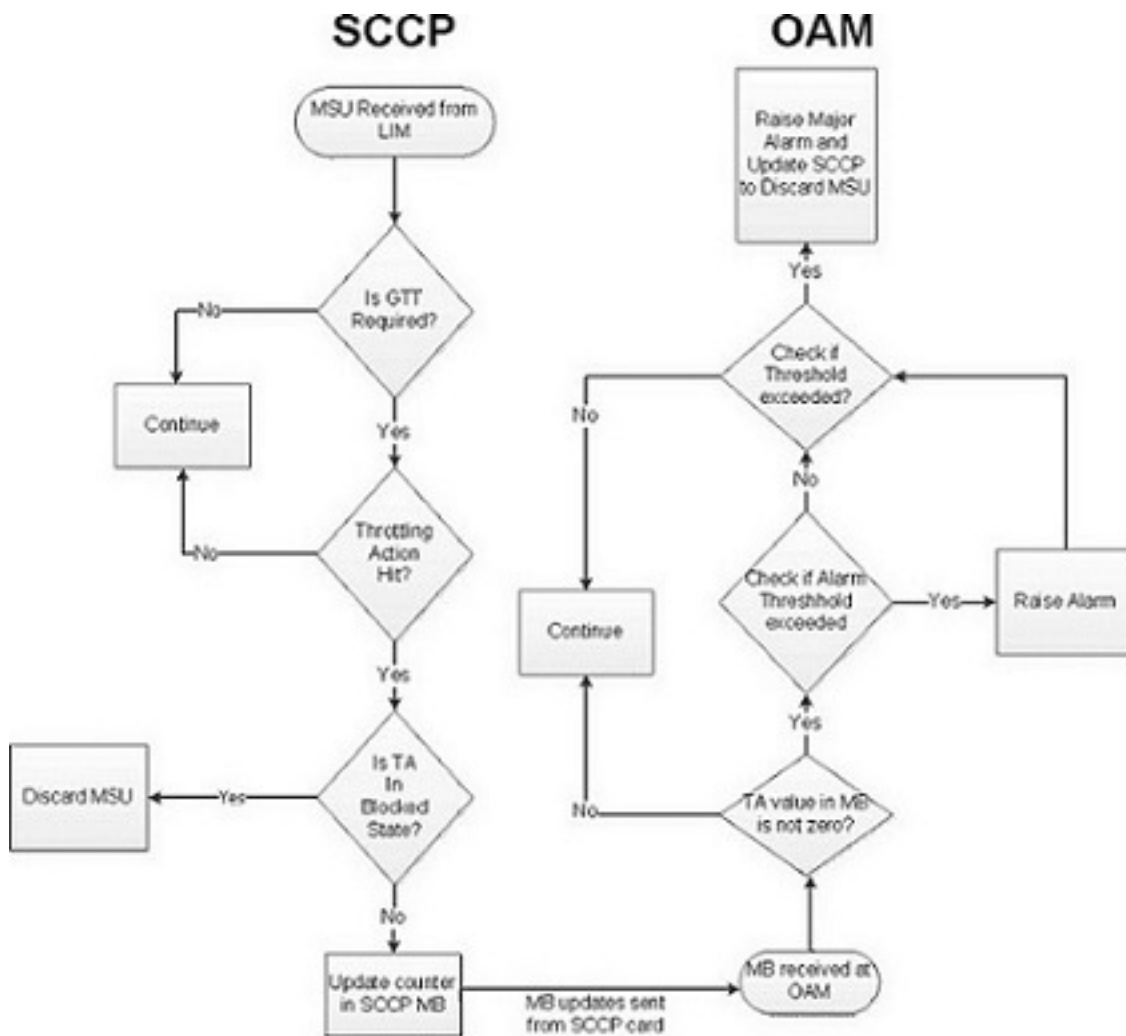 SCCP
OAM
MSU Received from
LIM
Is GTT
Required?
No
Continue
Yes
Throttling
Action
Hit?
No
Yes
Is TA
In
Blocked
State?
Yes
Discard MSU
No
Update counter
in SCCP MB
MB updates sent
from SCCP card
Raise Major
Alarm and
Update SCCP
to Discard MSU
Yes
Check if
Threshold
exceeded?
No
No
Check if Alarm
Threshhold
exceeded
Yes
Raise Alarm
Continue
Yes
TA value in MB
is not zero?
No
MB received at
OAM